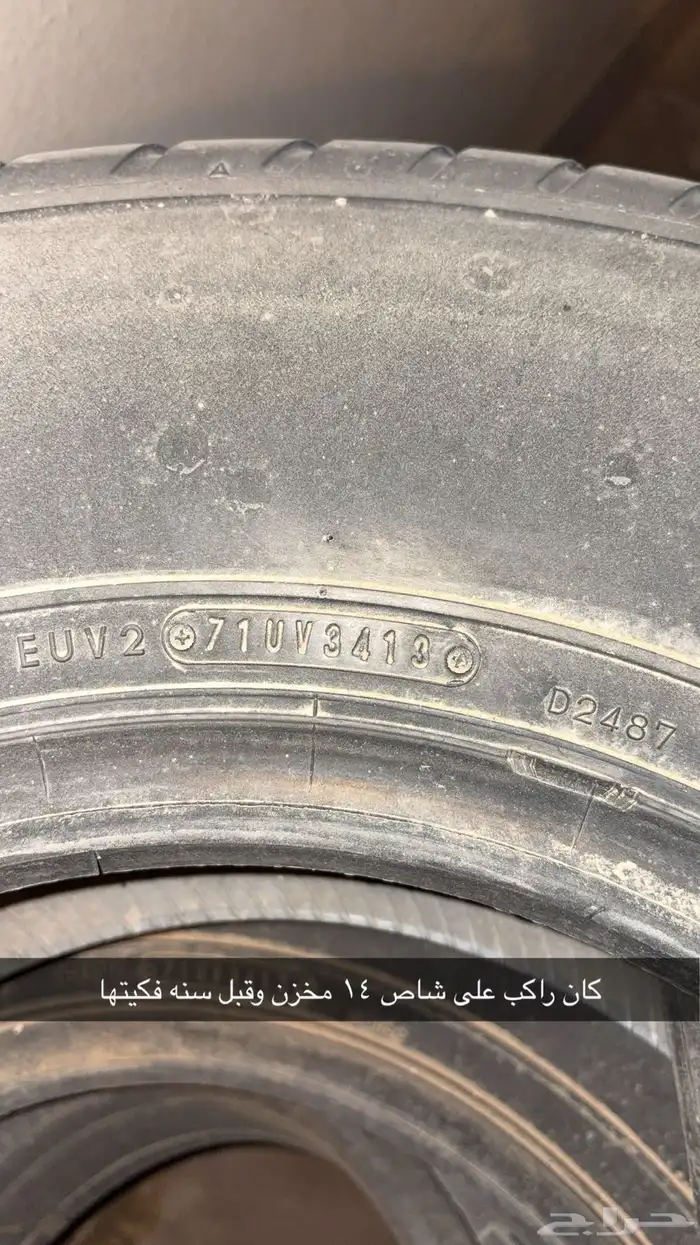 A
EUV2 71UV3413
D2487
كان راكب على شاص ١٤ مخزن وقبل سنه فكيتها
حراج